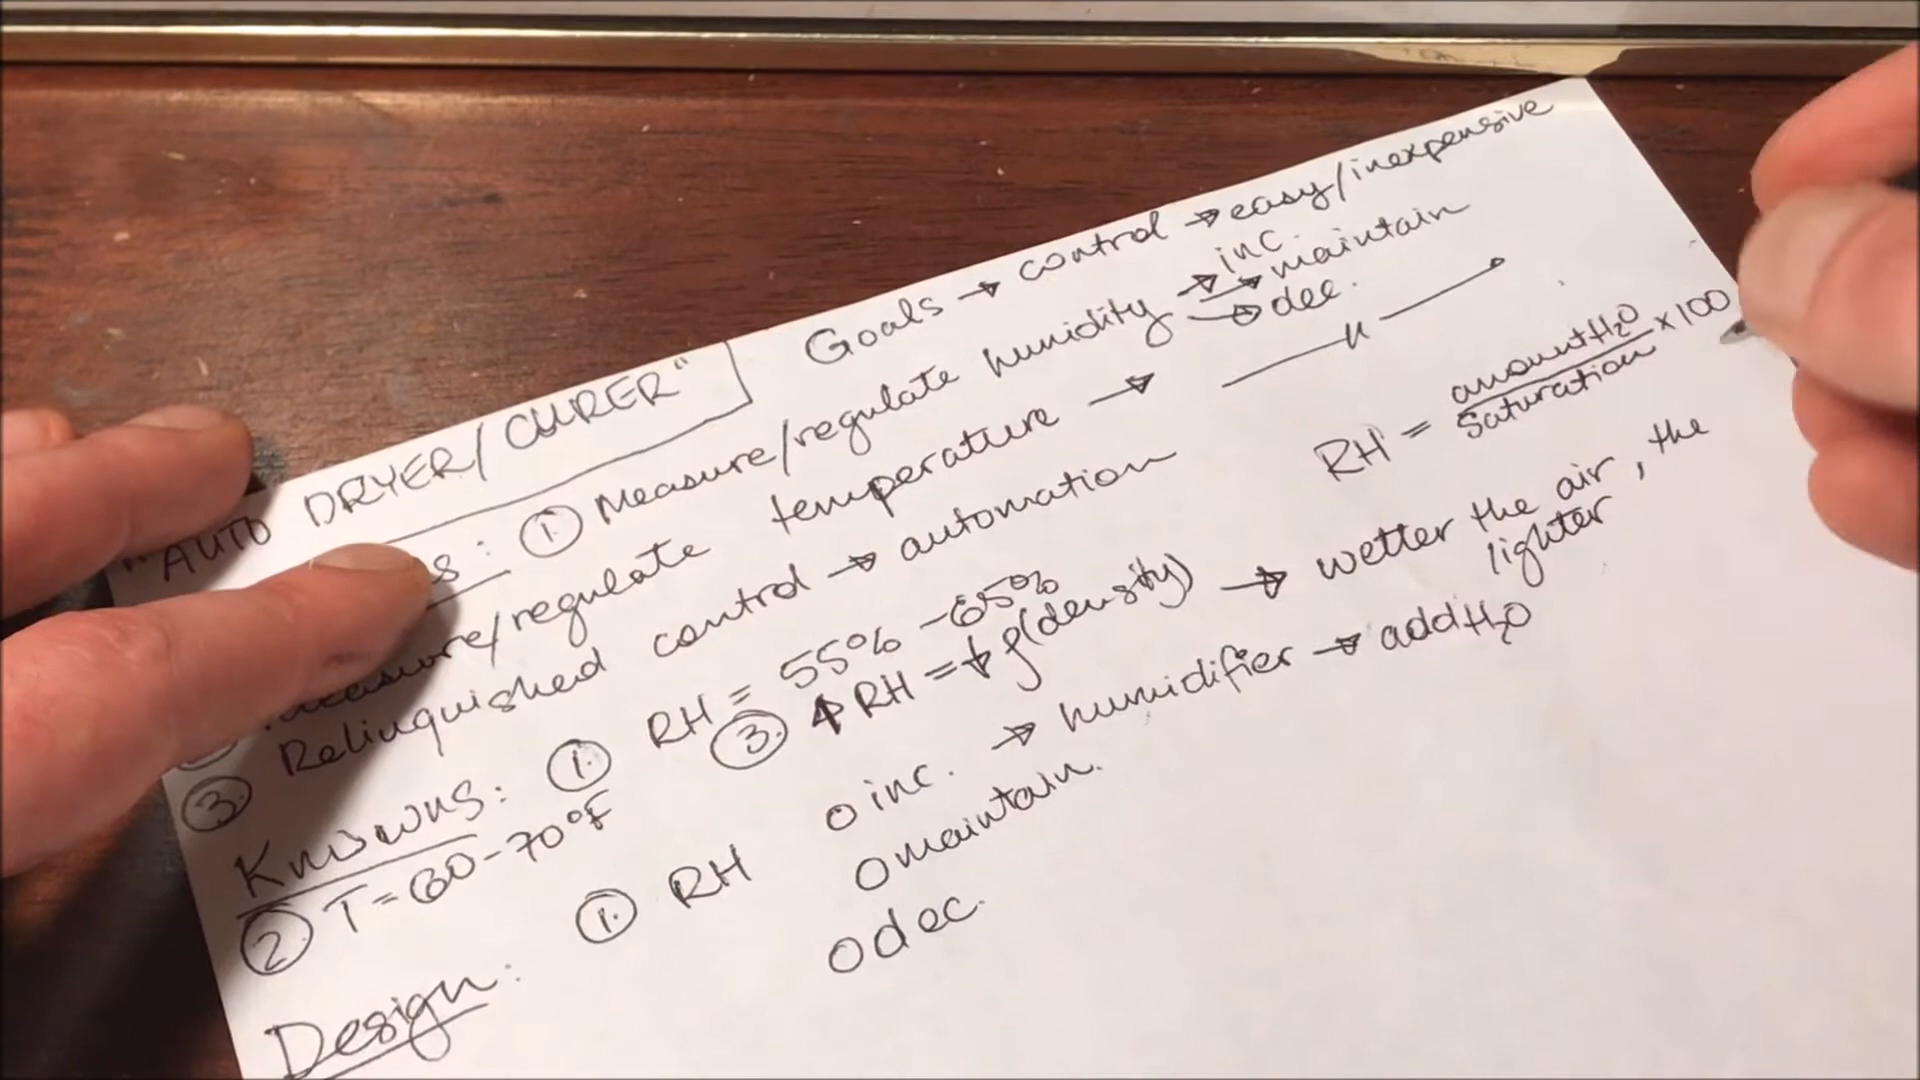 "AUTO DRYER/CURER"
Goals → control → easy/inexpensive
s: 1. Measure/regulate humidity → inc.
→ maintain
→ dec.
measure/regulate temperature → — " —
3. Relinquished control → automation
RH = amount H₂O / Saturation × 100
Knowns: 1. RH = 55% - 65%
2. T = 60 - 70°F
3. ↑ RH = ↓ ρ(density) → wetter the air, the
lighter
Design: 1. RH
o inc. → humidifier → add H₂O
o maintain.
o dec.